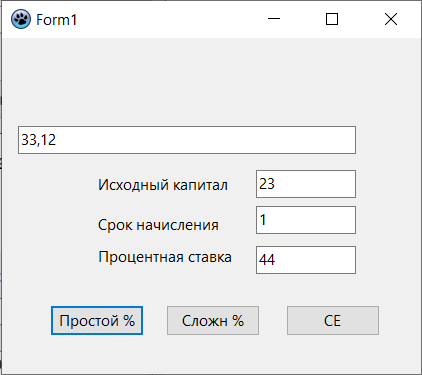 Form1
33,12
Исходный капитал 23
Срок начисления 1
Процентная ставка 44
Простой % Сложн % CE